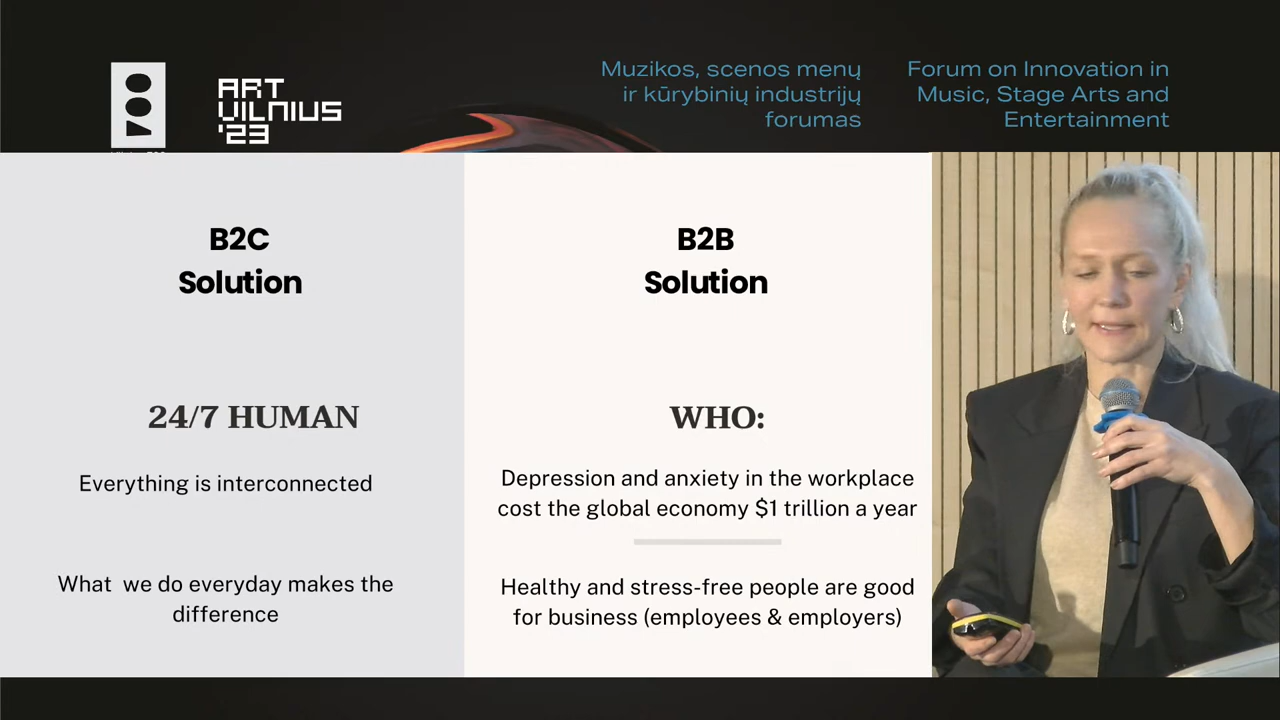 ART
VILNIUS
'23
Muzikos, scenos menų
ir kūrybinių industrijų
forumas
Forum on Innovation in
Music, Stage Arts and
Entertainment
B2C
Solution
24/7 HUMAN
Everything is interconnected
What we do everyday makes the
difference
B2B
Solution
WHO:
Depression and anxiety in the workplace
cost the global economy $1 trillion a year
Healthy and stress-free people are good
for business (employees & employers)